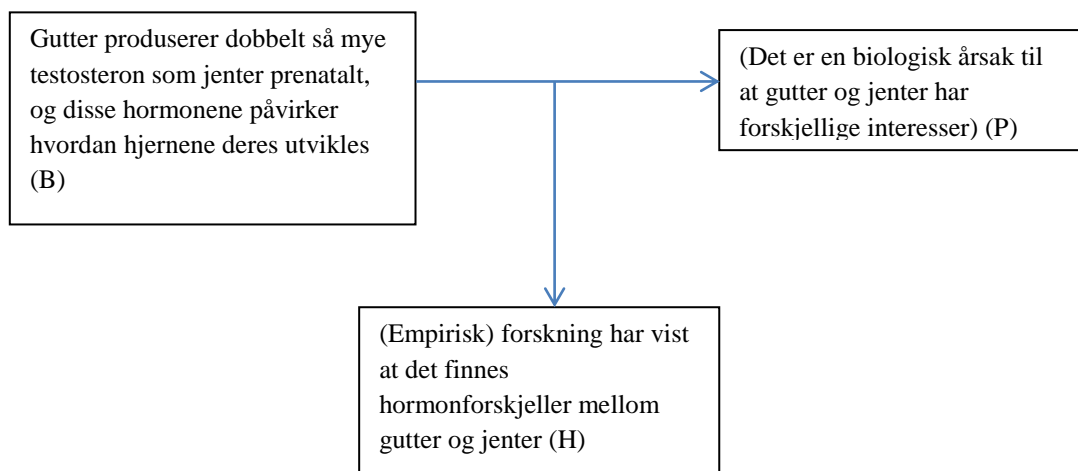 Gutter produserer dobbelt så mye
testosteron som jenter prenatalt,
og disse hormonene påvirker
hvordan hjernene deres utvikles
(B)
(Det er en biologisk årsak til
at gutter og jenter har
forskjellige interesser) (P)
(Empirisk) forskning har vist
at det finnes
hormonforskjeller mellom
gutter og jenter (H)